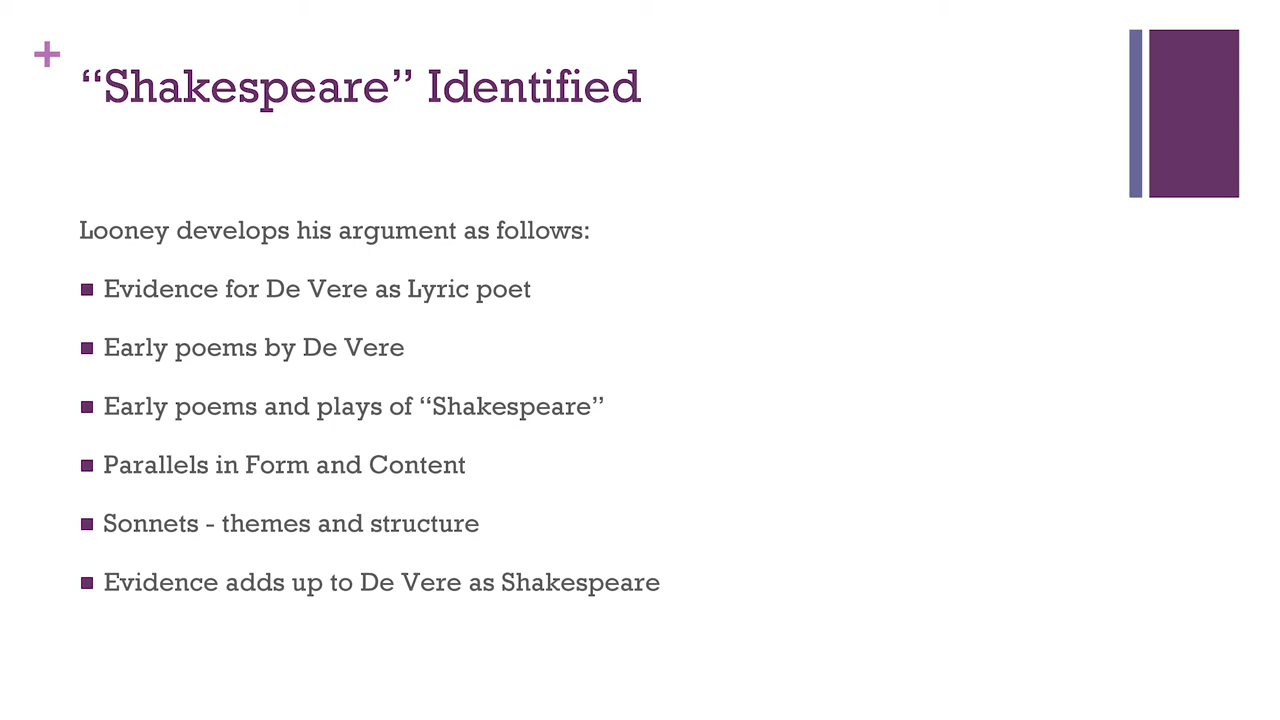 “Shakespeare” Identified
Looney develops his argument as follows:
Evidence for De Vere as Lyric poet
Early poems by De Vere
Early poems and plays of “Shakespeare”
Parallels in Form and Content
Sonnets - themes and structure
Evidence adds up to De Vere as Shakespeare